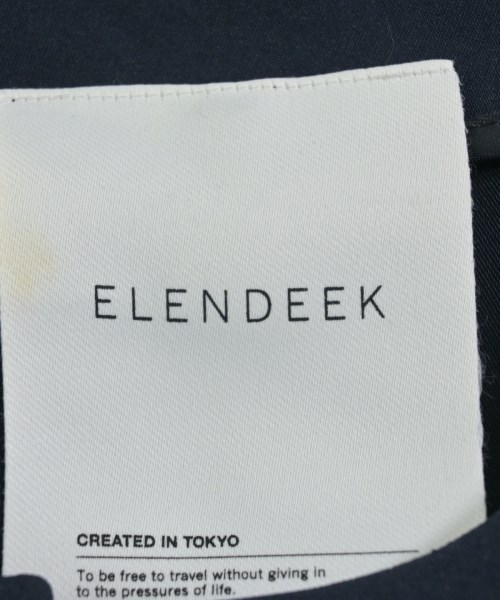 ELENDEEK
CREATED IN TOKYO
To be free to travel without giving in
to the pressures of life.